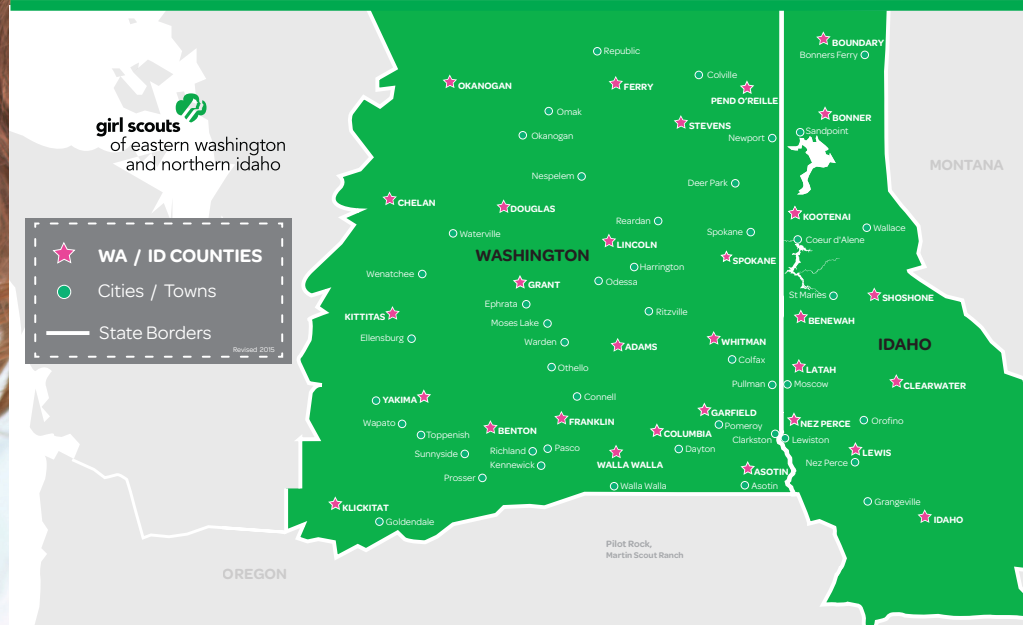 girl scouts
of eastern washington
and northern idaho
WA / ID COUNTIES
Cities / Towns
State Borders
Revised 2015
BOUNDARY
Bonners Ferry
Republic
Colville
OKANOGAN
FERRY
PEND O'REILLE
Omak
BONNER
STEVENS
Sandpoint
Okanogan
Newport
MONTANA
Nespelem
Deer Park
CHELAN
DOUGLAS
KOOTENAI
Reardan
Wallace
Waterville
Spokane
Coeur d'Alene
LINCOLN
WASHINGTON
SPOKANE
Harrington
Wenatchee
Odessa
GRANT
St Maries
SHOSHONE
Ephrata
Ritzville
KITTITAS
BENEWAH
Moses Lake
Ellensburg
Warden
ADAMS
WHITMAN
IDAHO
Colfax
Othello
LATAH
Pullman
Moscow
CLEARWATER
YAKIMA
Connell
GARFIELD
Wapato
FRANKLIN
Pomeroy
NEZ PERCE
Orofino
BENTON
COLUMBIA
Toppenish
Clarkston
Lewiston
Sunnyside
Richland
Pasco
Dayton
LEWIS
Kennewick
WALLA WALLA
Nez Perce
ASOTIN
Prosser
Walla Walla
Asotin
Grangeville
KLICKITAT
Goldendale
IDAHO
Pilot Rock,
Martin Scout Ranch
OREGON